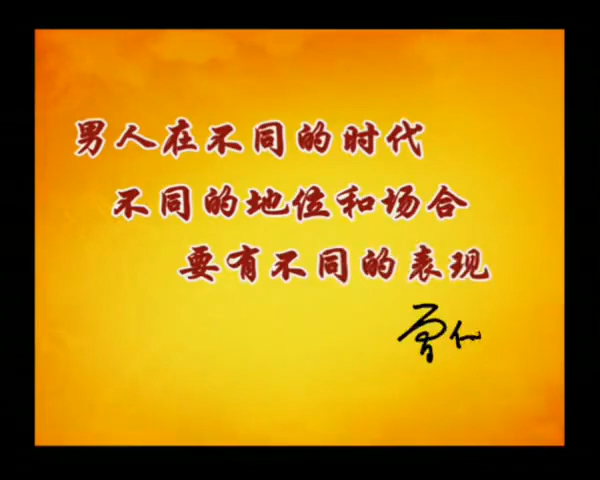 男人在不同的时代
不同的地位和场合
要有不同的表现